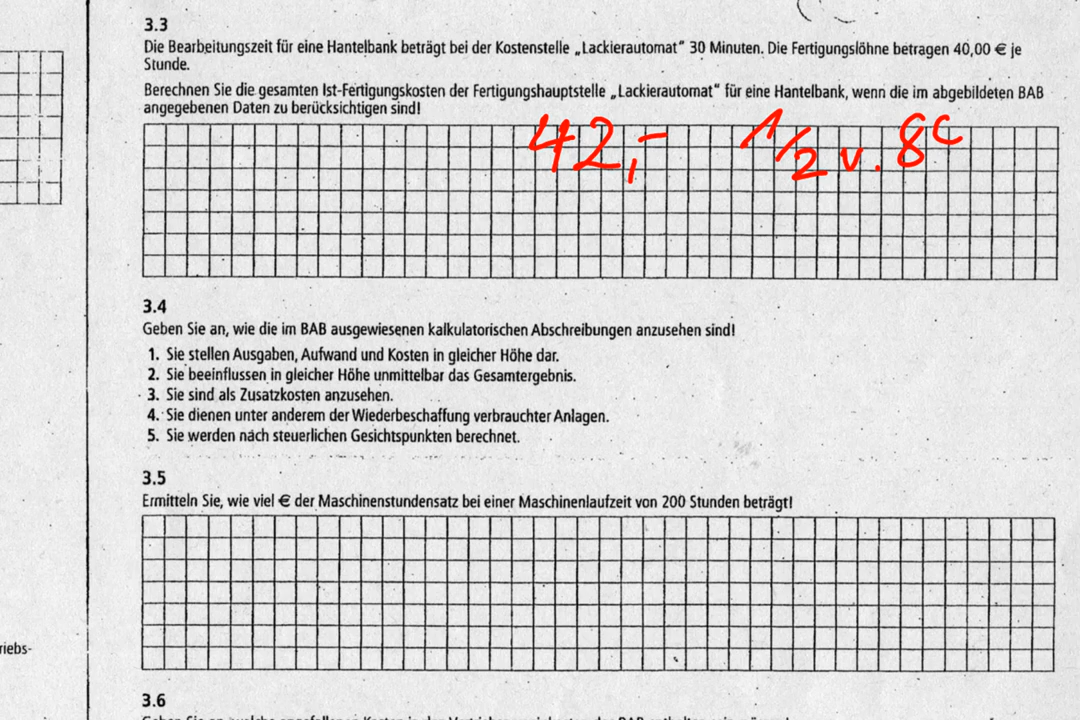 3.3
Die Bearbeitungszeit für eine Hantelbank beträgt bei der Kostenstelle „Lackierautomat“ 30 Minuten. Die Fertigungslöhne betragen 40,00 € je
Stunde.
Berechnen Sie die gesamten Ist-Fertigungskosten der Fertigungshauptstelle „Lackierautomat“ für eine Hantelbank, wenn die im abgebildeten BAB
angegebenen Daten zu berücksichtigen sind!
42,- 1/2 v. 8c
3.4
Geben Sie an, wie die im BAB ausgewiesenen kalkulatorischen Abschreibungen anzusehen sind!
1. Sie stellen Ausgaben, Aufwand und Kosten in gleicher Höhe dar.
2. Sie beeinflussen in gleicher Höhe unmittelbar das Gesamtergebnis.
3. Sie sind als Zusatzkosten anzusehen.
4. Sie dienen unter anderem der Wiederbeschaffung verbrauchter Anlagen.
5. Sie werden nach steuerlichen Gesichtspunkten berechnet.
3.5
Ermitteln Sie, wie viel € der Maschinenstundensatz bei einer Maschinenlaufzeit von 200 Stunden beträgt!
riebs-
3.6